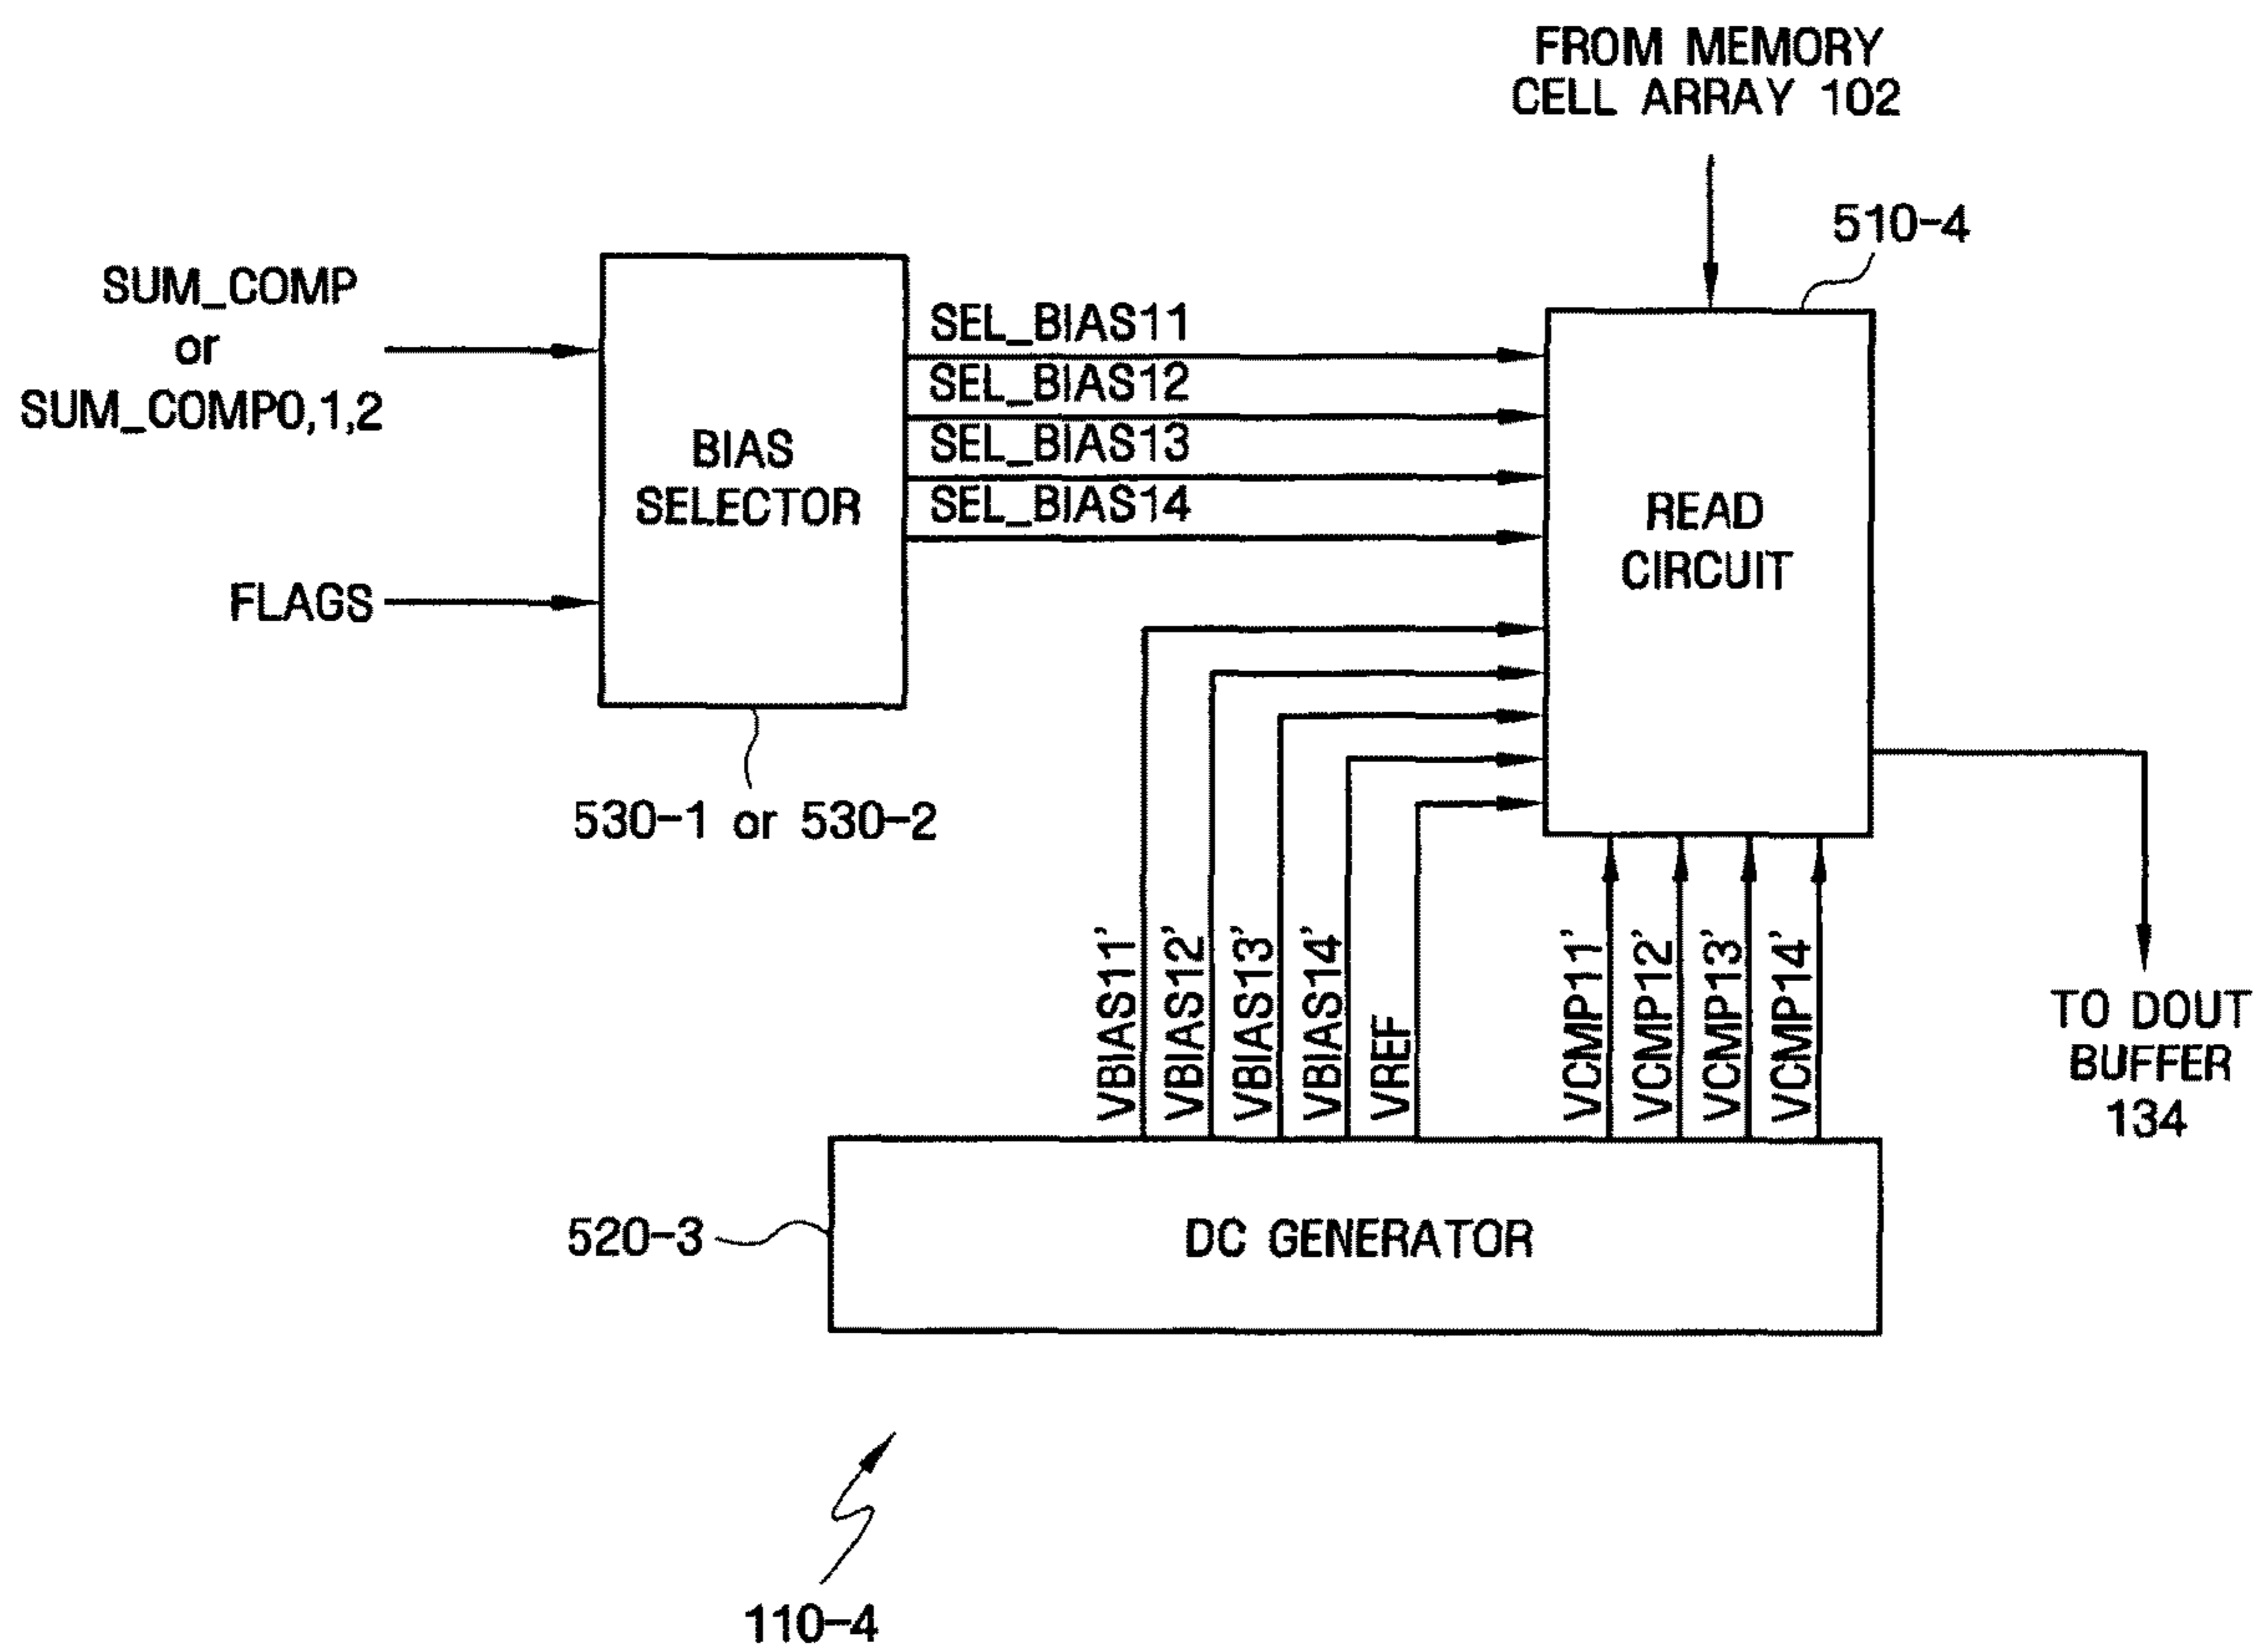 FROM MEMORY
CELL ARRAY 102
510-4
SUM_COMP
or
SUM_COMP0,1,2
FLAGS
BIAS
SELECTOR
530-1 or 530-2
SEL_BIAS11
SEL_BIAS12
SEL_BIAS13
SEL_BIAS14
READ
CIRCUIT
VBIAS11'
VBIAS12'
VBIAS13'
VBIAS14'
VREF
VCMP11'
VCMP12'
VCMP13'
VCMP14'
TO DOUT
BUFFER
134
520-3
DC GENERATOR
110-4